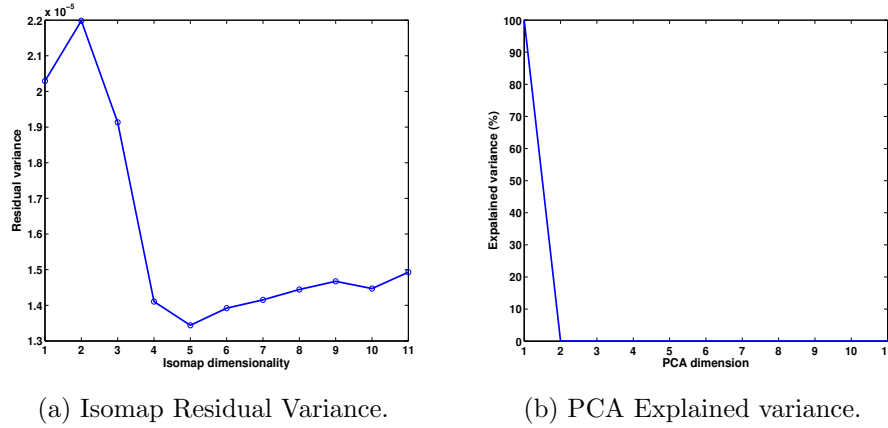 x 10⁻⁵
2.2
2.1
2
1.9
1.8
1.7
1.6
1.5
1.4
1.3
Residual variance
1 2 3 4 5 6 7 8 9 10 11
Isomap dimensionality
(a) Isomap Residual Variance.
100
90
80
70
60
50
40
30
20
10
0
Expalained variance (%)
1 2 3 4 5 6 7 8 9 10 1
PCA dimension
(b) PCA Explained variance.